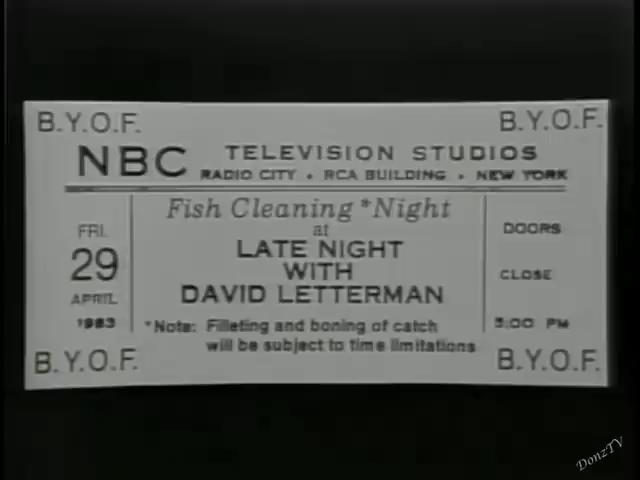 B.Y.O.F. B.Y.O.F.
NBC TELEVISION STUDIOS
RADIO CITY • RCA BUILDING • NEW YORK
Fish Cleaning *Night
at
LATE NIGHT
WITH
DAVID LETTERMAN
FRI.
29
APRIL
1983
DOORS
CLOSE
5:00 PM
*Note: Filleting and boning of catch
will be subject to time limitations
B.Y.O.F. B.Y.O.F.
DonzTV